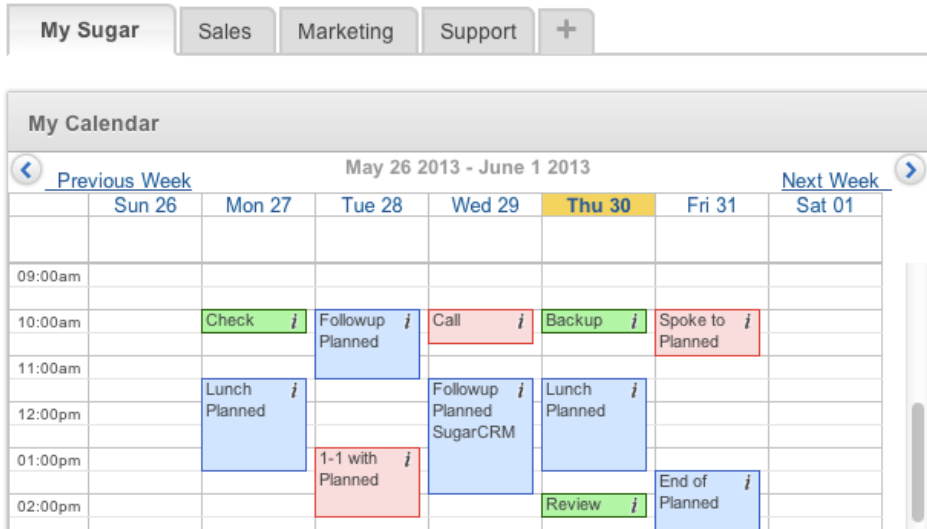 My Sugar Sales Marketing Support +
My Calendar
May 26 2013 - June 1 2013
Previous Week Next Week
Sun 26 Mon 27 Tue 28 Wed 29 Thu 30 Fri 31 Sat 01
09:00am
10:00am Check i Followup i Call i Backup i Spoke to i
Planned Planned
11:00am
Lunch i Followup i Lunch i
12:00pm Planned Planned Planned
SugarCRM
01:00pm 1-1 with i
Planned End of i
02:00pm Review i Planned